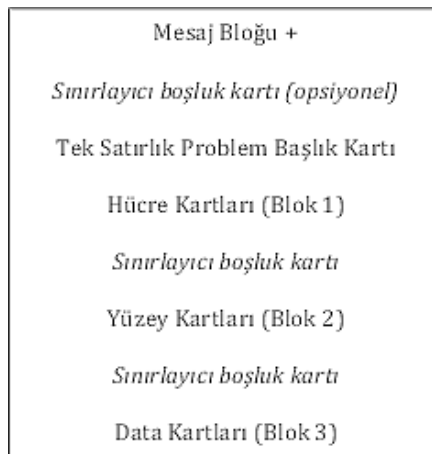 Mesaj Bloğu +
Sınırlayıcı boşluk kartı (opsiyonel)
Tek Satırlık Problem Başlık Kartı
Hücre Kartları (Blok 1)
Sınırlayıcı boşluk kartı
Yüzey Kartları (Blok 2)
Sınırlayıcı boşluk kartı
Data Kartları (Blok 3)